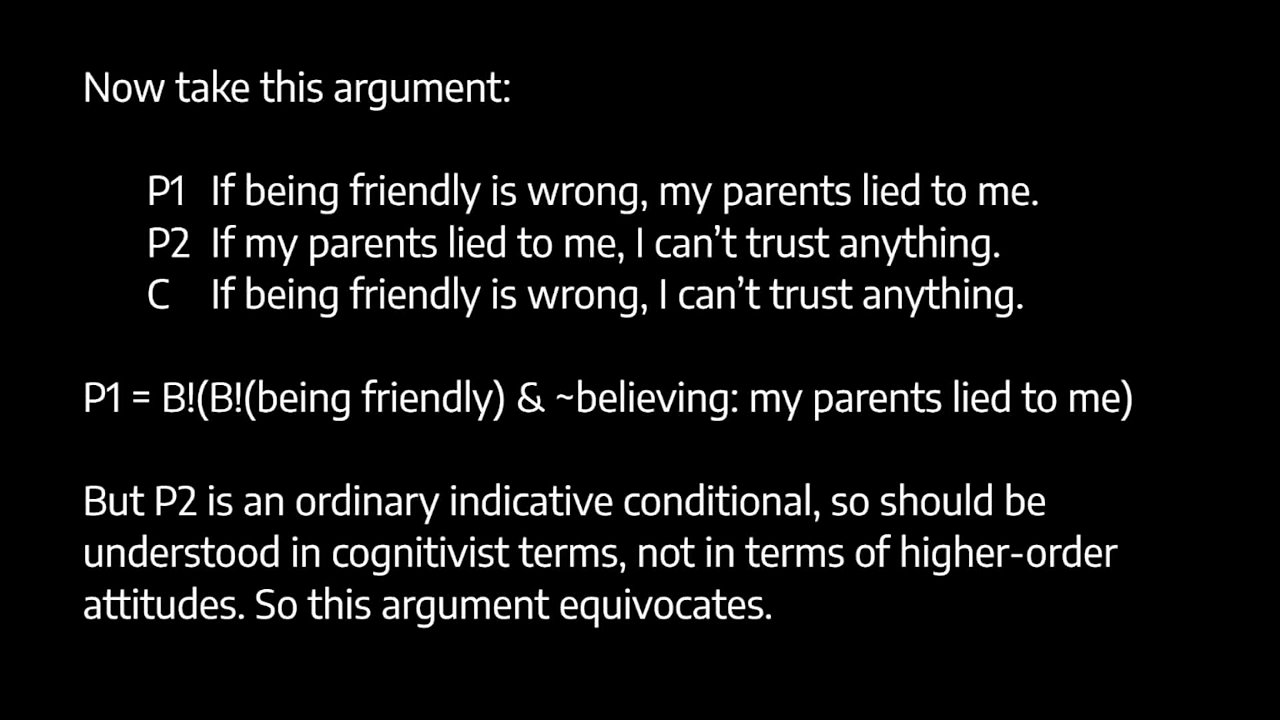 Now take this argument:
P1 If being friendly is wrong, my parents lied to me.
P2 If my parents lied to me, I can’t trust anything.
C If being friendly is wrong, I can’t trust anything.
P1 = B!(B!(being friendly) & ~believing: my parents lied to me)
But P2 is an ordinary indicative conditional, so should be
understood in cognitivist terms, not in terms of higher-order
attitudes. So this argument equivocates.